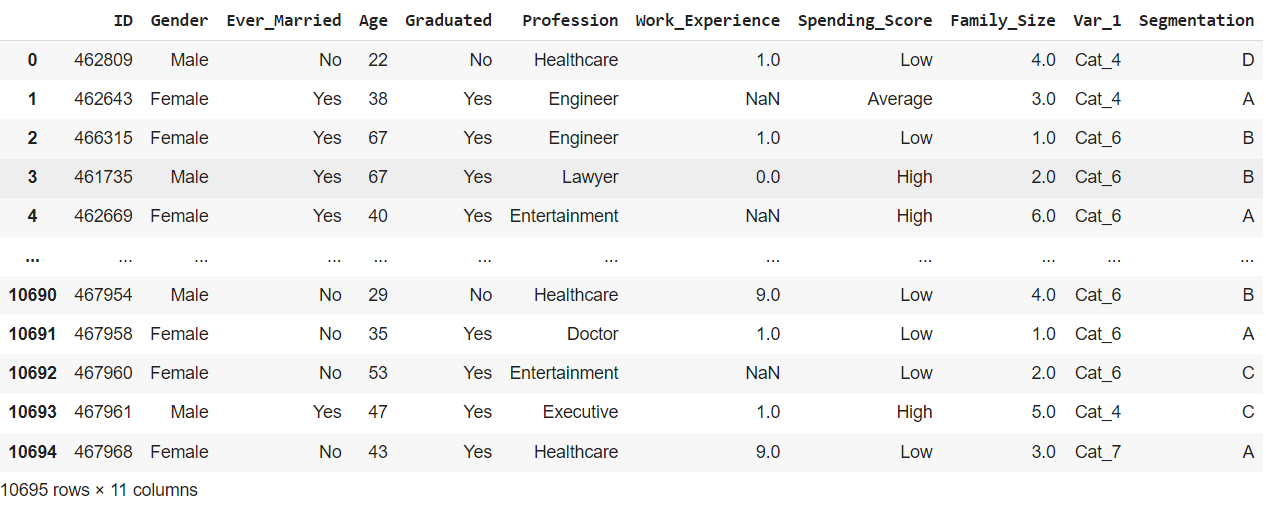 ID Gender Ever_Married Age Graduated Profession Work_Experience Spending_Score Family_Size Var_1 Segmentation
0 462809 Male No 22 No Healthcare 1.0 Low 4.0 Cat_4 D
1 462643 Female Yes 38 Yes Engineer NaN Average 3.0 Cat_4 A
2 466315 Female Yes 67 Yes Engineer 1.0 Low 1.0 Cat_6 B
3 461735 Male Yes 67 Yes Lawyer 0.0 High 2.0 Cat_6 B
4 462669 Female Yes 40 Yes Entertainment NaN High 6.0 Cat_6 A
... ... ... ... ... ... ... ... ... ... ... ...
10690 467954 Male No 29 No Healthcare 9.0 Low 4.0 Cat_6 B
10691 467958 Female No 35 Yes Doctor 1.0 Low 1.0 Cat_6 A
10692 467960 Female No 53 Yes Entertainment NaN Low 2.0 Cat_6 C
10693 467961 Male Yes 47 Yes Executive 1.0 High 5.0 Cat_4 C
10694 467968 Female No 43 Yes Healthcare 9.0 Low 3.0 Cat_7 A
10695 rows × 11 columns